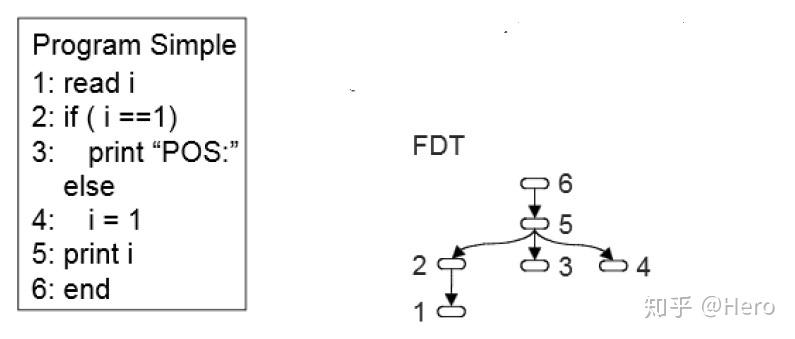 Program Simple
1: read i
2: if ( i ==1)
3: print “POS:”
else
4: i = 1
5: print i
6: end
FDT
6
5
2
3
4
1
知乎 @Hero